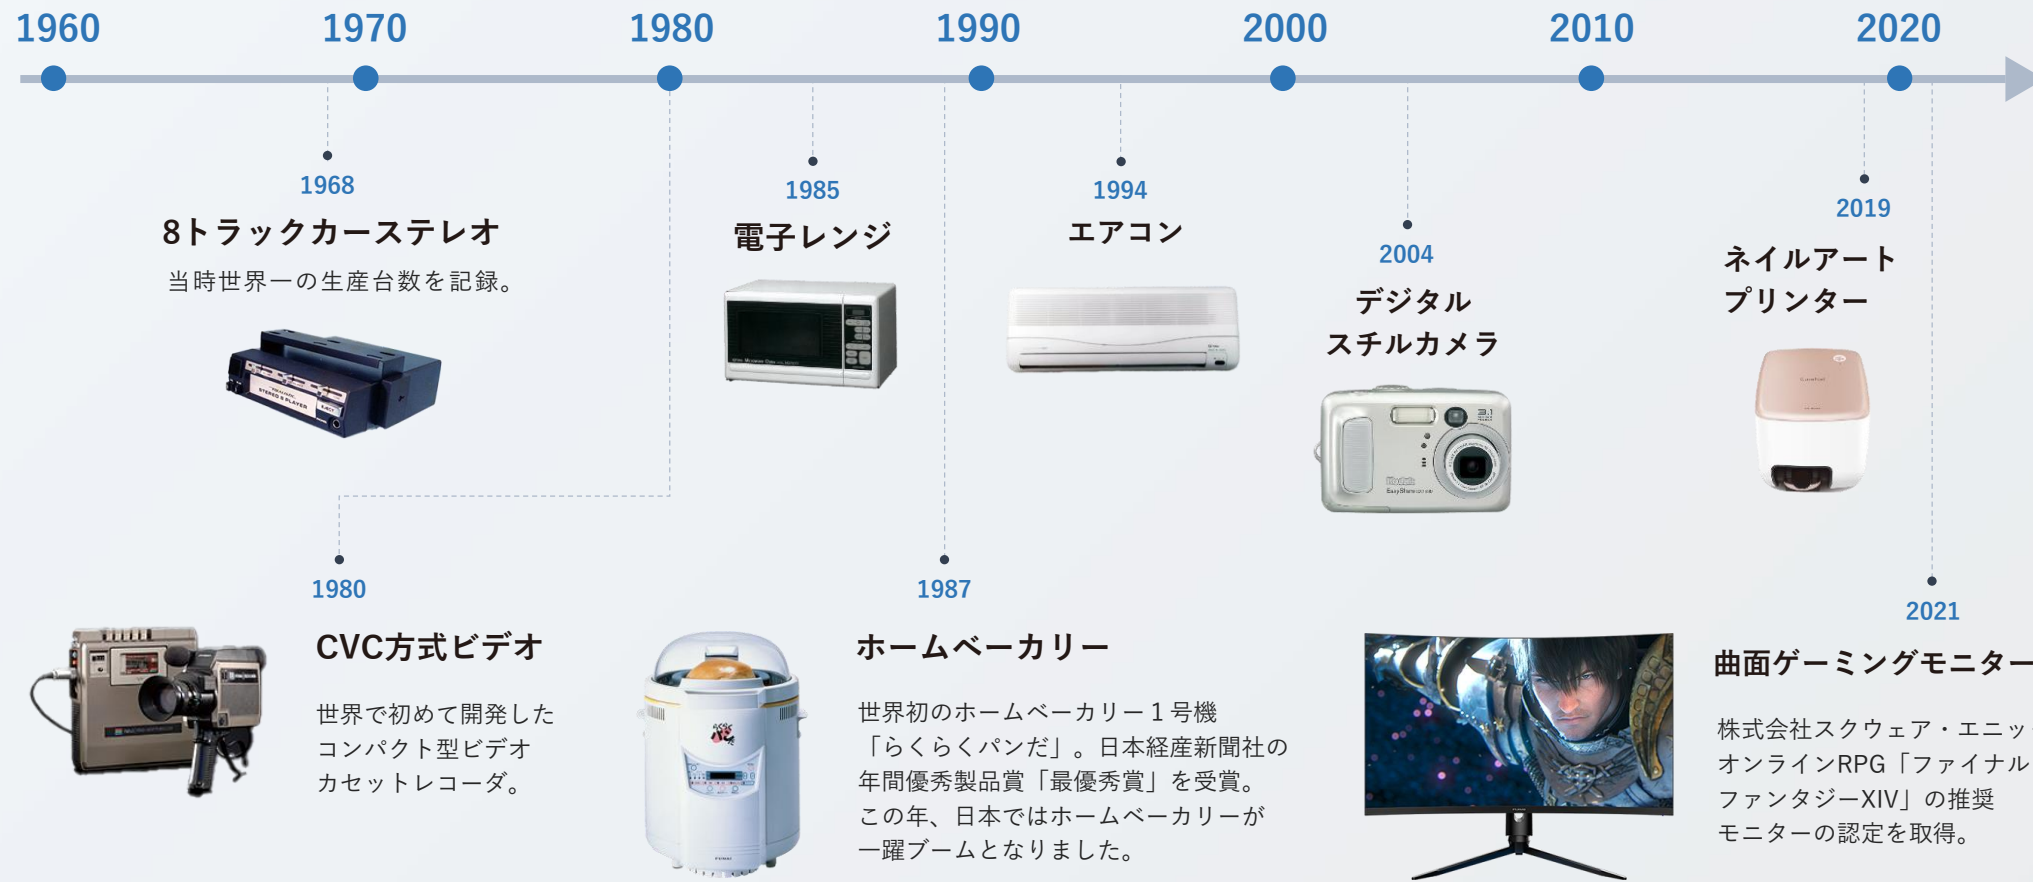 1960
1970
1980
1990
2000
2010
2020
1968
8トラックカーステレオ
当時世界一の生産台数を記録。
STEREO 8 PLAYER
EJECT
1985
電子レンジ
1994
エアコン
2004
デジタル
スチルカメラ
3.1
Kodak
EasyShare
2019
ネイルアート
プリンター
1980
CVC方式ビデオ
世界で初めて開発した
コンパクト型ビデオ
カセットレコーダ。
1987
ホームベーカリー
世界初のホームベーカリー１号機
「らくらくパンだ」。日本経産新聞社の
年間優秀製品賞「最優秀賞」を受賞。
この年、日本ではホームベーカリーが
一躍ブームとなりました。
FUNAI
2021
曲面ゲーミングモニター
株式会社スクウェア・エニッ
オンラインRPG「ファイナル
ファンタジーXIV」の推奨
モニターの認定を取得。